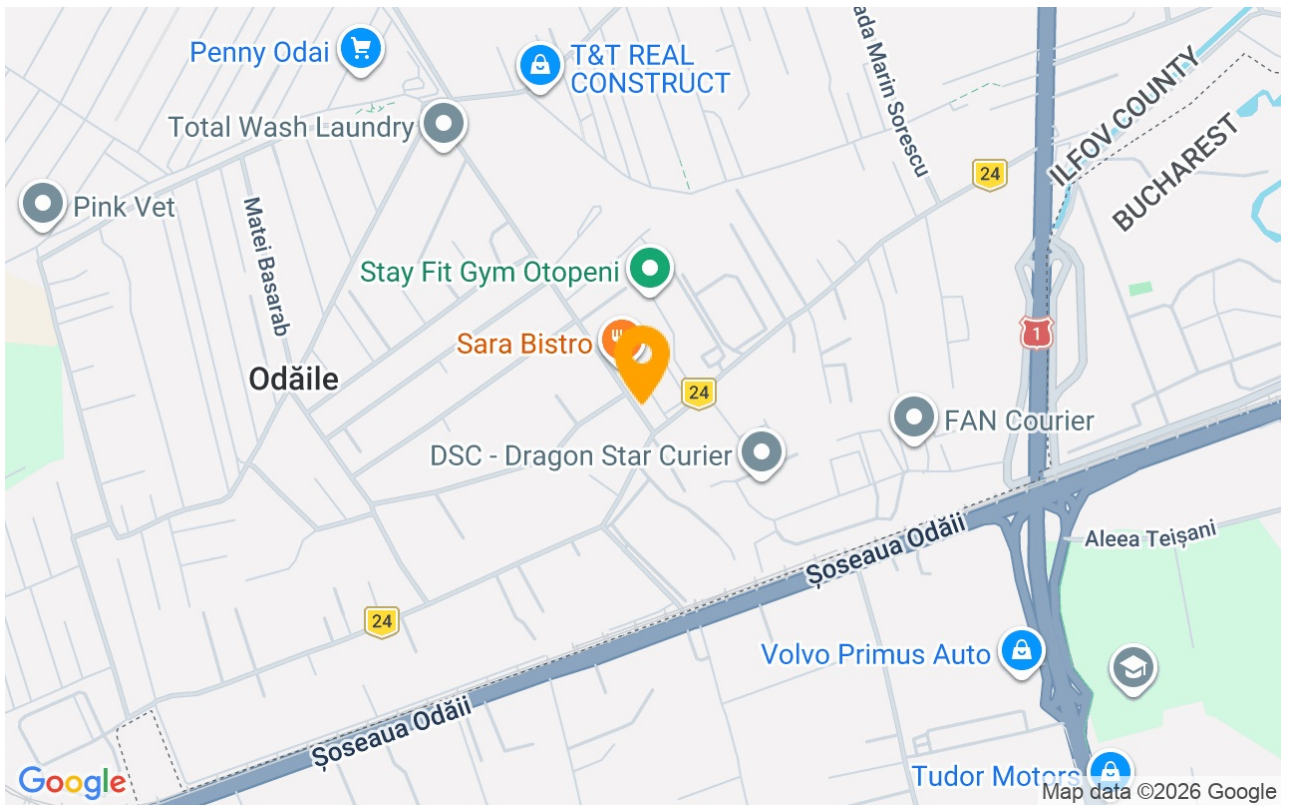 Penny Odai
T&T REAL
CONSTRUCT
Total Wash Laundry
ada Marin Sorescu
ILFOV COUNTY
BUCHAREST
24
Pink Vet
Matei Basarab
Stay Fit Gym Otopeni
Sara Bistro
1
Odăile
24
FAN Courier
DSC - Dragon Star Curier
Șoseaua Odăii
Aleea Teișani
24
Volvo Primus Auto
Șoseaua Odăii
Google
Tudor Motors
Map data ©2026 Google